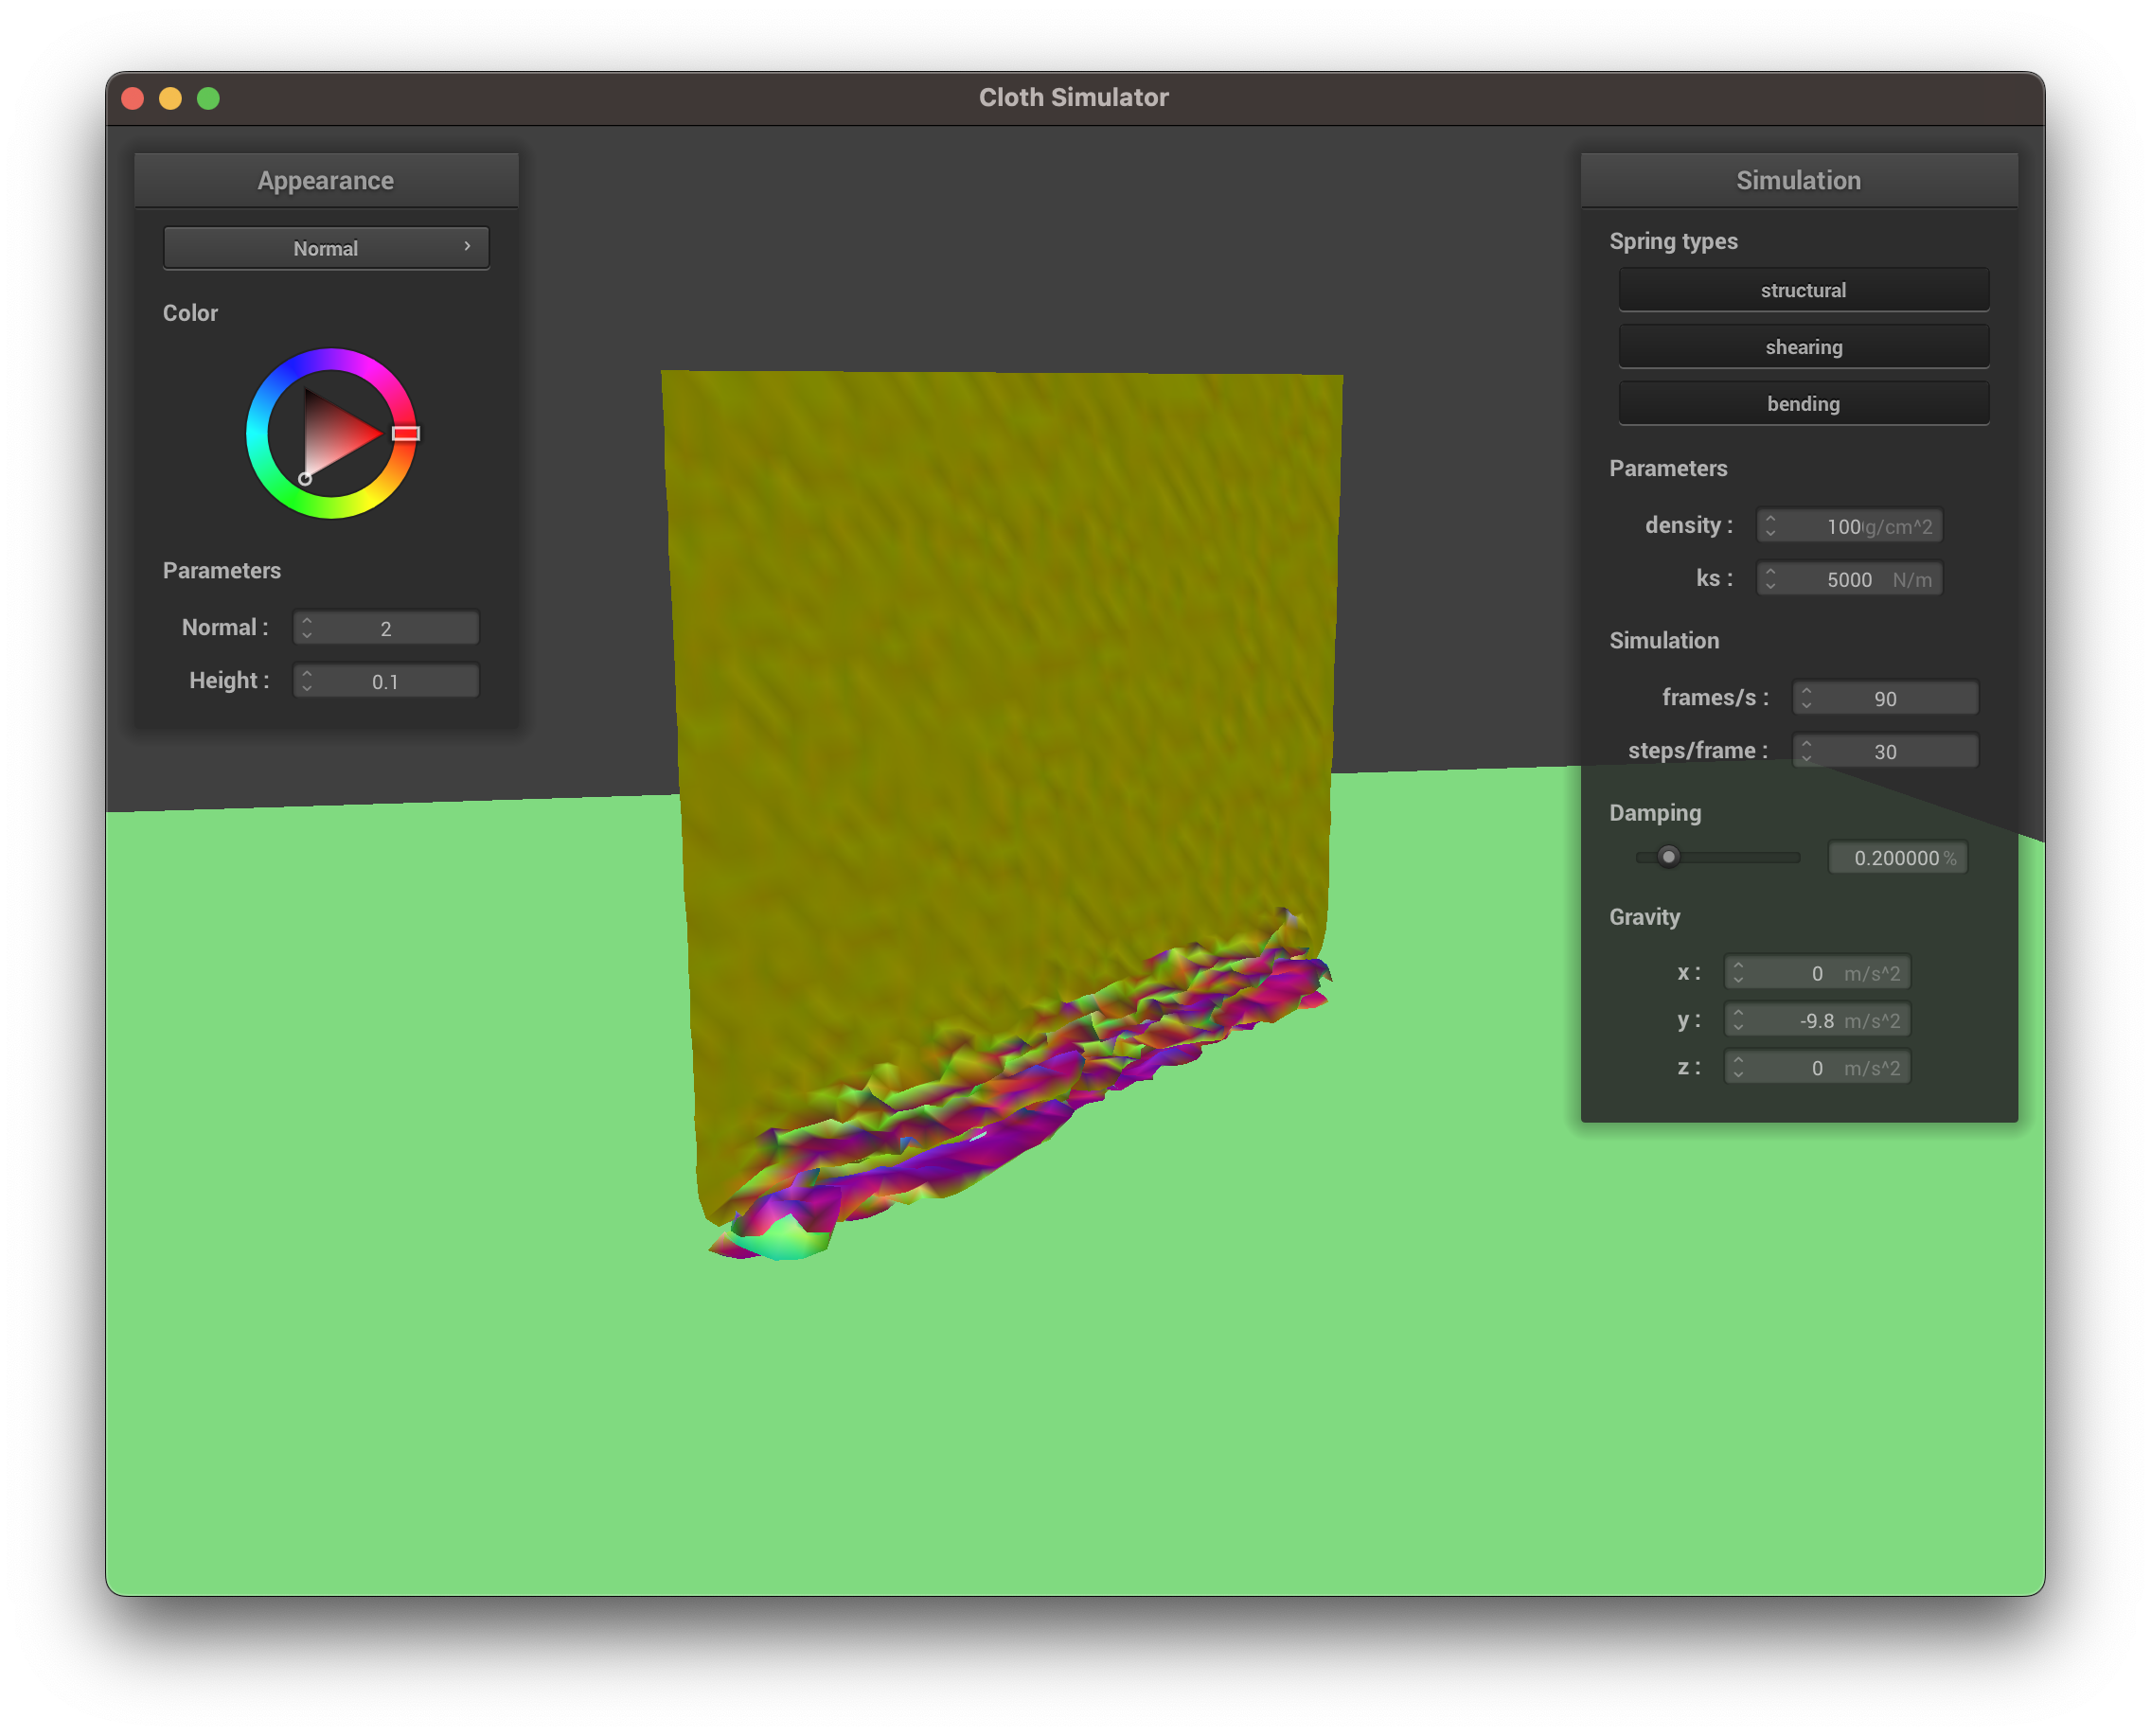 Cloth Simulator
Appearance
Normal
Color
Parameters
Normal : 2
Height : 0.1
Simulation
Spring types
structural
shearing
bending
Parameters
density : 100 g/cm^2
ks : 5000 N/m
Simulation
frames/s : 90
steps/frame : 30
Damping
0.200000 %
Gravity
x : 0 m/s^2
y : -9.8 m/s^2
z : 0 m/s^2